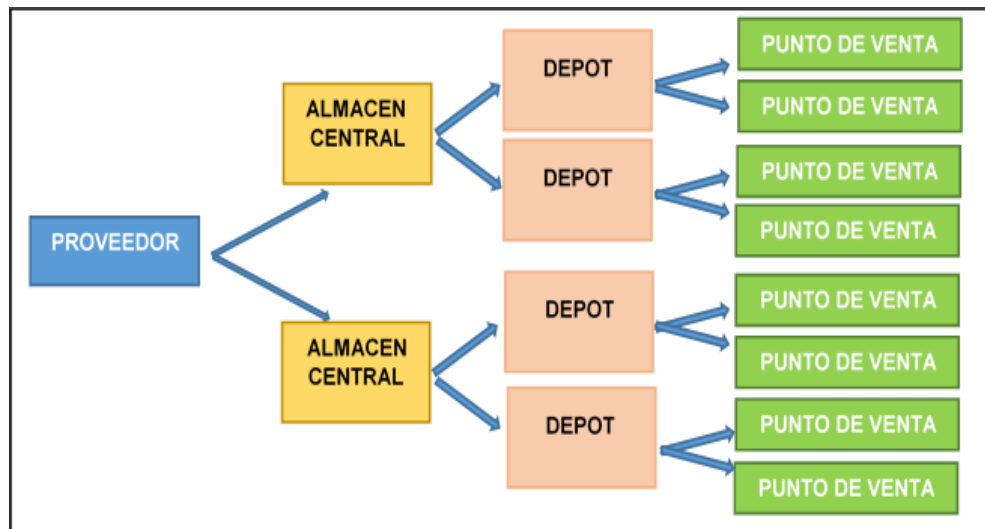 PROVEEDOR
ALMACEN
CENTRAL
ALMACEN
CENTRAL
DEPOT
DEPOT
DEPOT
DEPOT
PUNTO DE VENTA
PUNTO DE VENTA
PUNTO DE VENTA
PUNTO DE VENTA
PUNTO DE VENTA
PUNTO DE VENTA
PUNTO DE VENTA
PUNTO DE VENTA